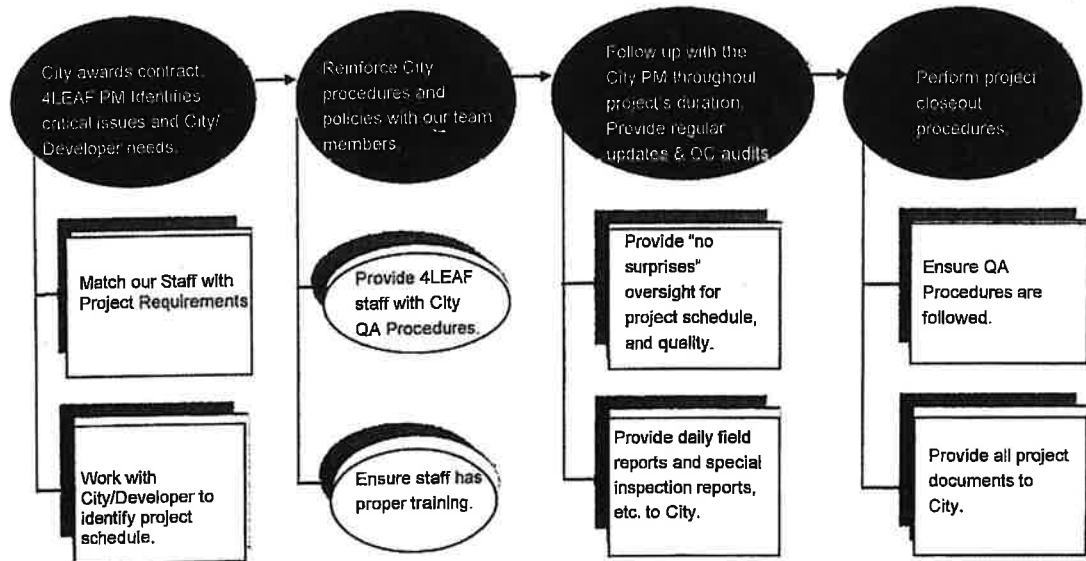 City awards contract,
4LEAF PM Identifies
critical issues and City/
Developer needs.
Reinforce City
procedures and
policies with our team
members
Follow up with the
City PM throughout
project's duration,
Provide regular
updates & QC audits
Perform project
closeout
procedures.
Match our Staff with
Project Requirements
Provide 4LEAF
staff with City
QA Procedures.
Provide "no
surprises"
oversight for
project schedule,
and quality.
Ensure QA
Procedures are
followed.
Work with
City/Developer to
identify project
schedule.
Ensure staff has
proper training.
Provide daily field
reports and special
inspection reports,
etc. to City.
Provide all project
documents to
City.